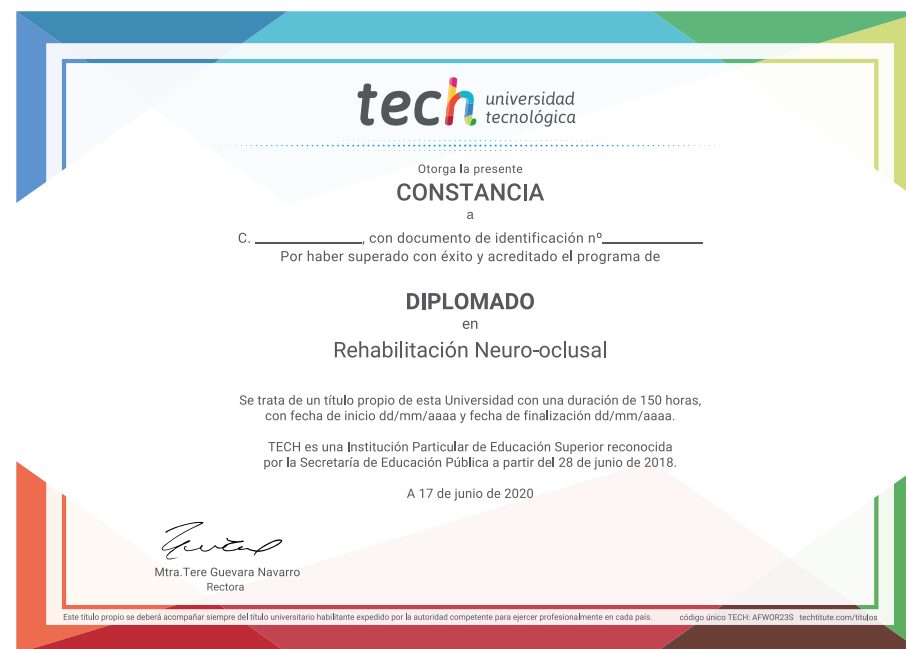 tech universidad
tecnológica
Otorga la presente
CONSTANCIA
a
C. ______________, con documento de identificación nº_____________
Por haber superado con éxito y acreditado el programa de
DIPLOMADO
en
Rehabilitación Neuro-oclusal
Se trata de un título propio de esta Universidad con una duración de 150 horas,
con fecha de inicio dd/mm/aaaa y fecha de finalización dd/mm/aaaa.
TECH es una Institución Particular de Educación Superior reconocida
por la Secretaría de Educación Pública a partir del 28 de junio de 2018.
A 17 de junio de 2020
Mtra.Tere Guevara Navarro
Rectora
Este título propio se deberá acompañar siempre del título universitario habilitante expedido por la autoridad competente para ejercer profesionalmente en cada país. código único TECH: AFWOR23S techtitute.com/titulos